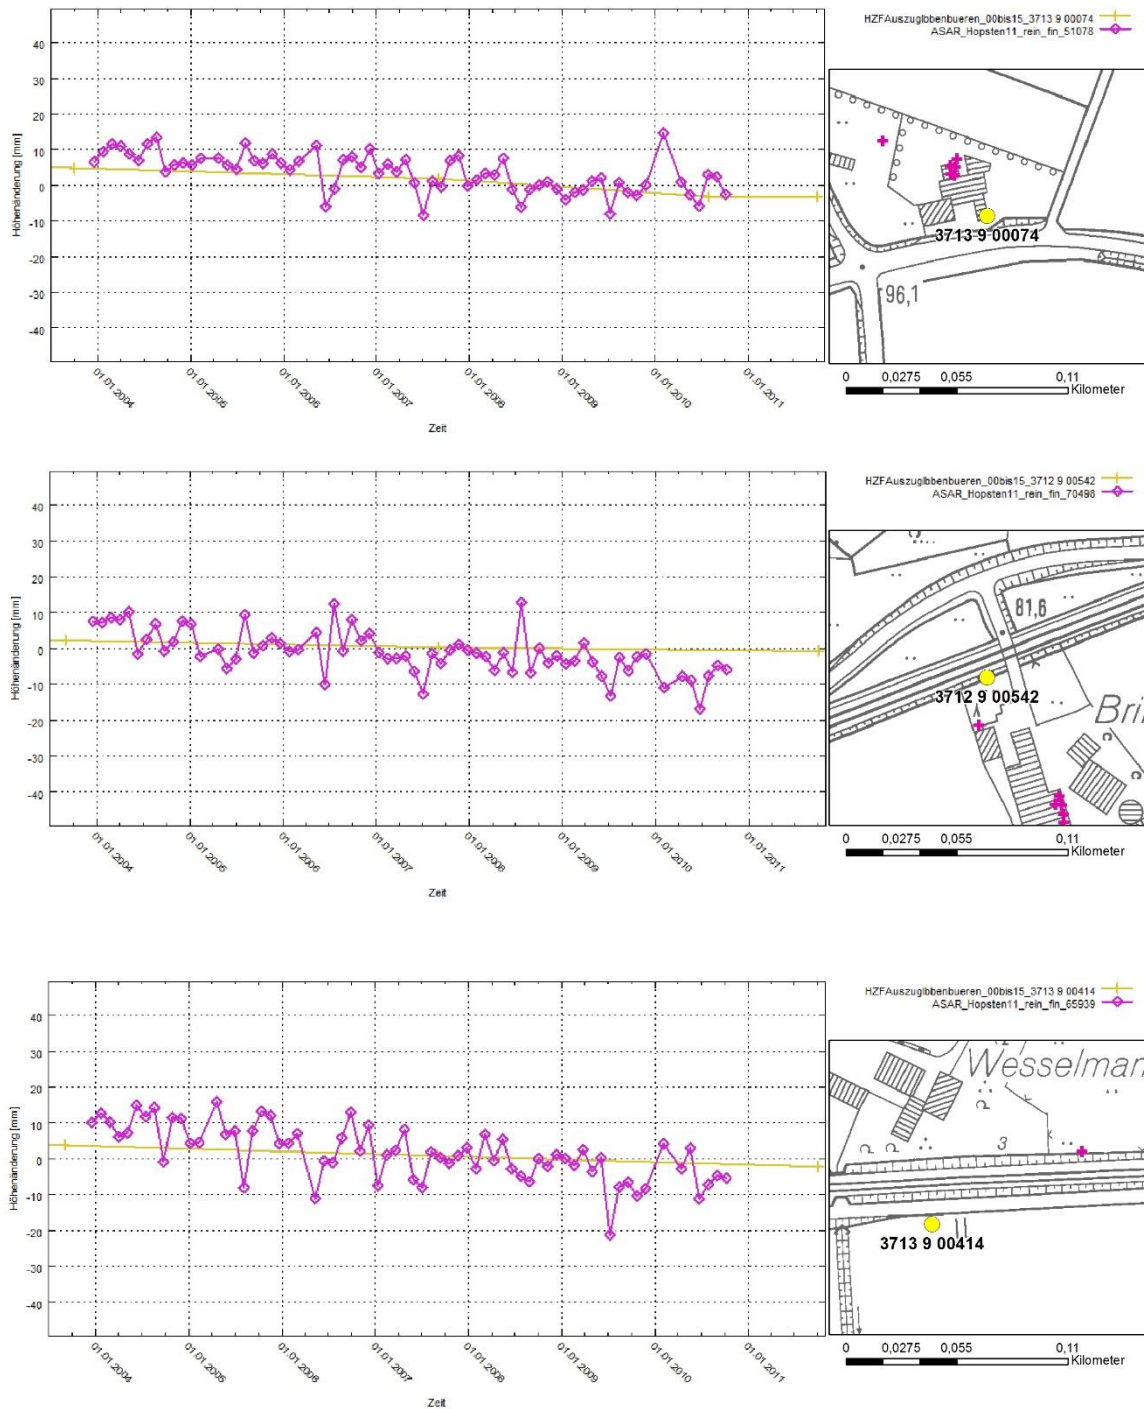 HZFAuszugIbbenbueren_00bis15_3713 9 00074
ASAR_Hopsten11_rein_fin_51078
Höhenänderung [mm]
40
30
20
10
0
-10
-20
-30
-40
01.01.2004
01.01.2005
01.01.2006
01.01.2007
01.01.2008
01.01.2009
01.01.2010
01.01.2011
Zeit
3713 9 00074
96,1
0 0,0275 0,055 0,11
Kilometer
HZFAuszugIbbenbueren_00bis15_3712 9 00542
ASAR_Hopsten11_rein_fin_70498
Höhenänderung [mm]
40
30
20
10
0
-10
-20
-30
-40
01.01.2004
01.01.2005
01.01.2006
01.01.2007
01.01.2008
01.01.2009
01.01.2010
01.01.2011
Zeit
81,6
3712 9 00542
Bri
0 0,0275 0,055 0,11
Kilometer
HZFAuszugIbbenbueren_00bis15_3713 9 00414
ASAR_Hopsten11_rein_fin_65939
Höhenänderung [mm]
40
30
20
10
0
-10
-20
-30
-40
01.01.2004
01.01.2005
01.01.2006
01.01.2007
01.01.2008
01.01.2009
01.01.2010
01.01.2011
Zeit
Wesselman
3
3713 9 00414
0 0,0275 0,055 0,11
Kilometer